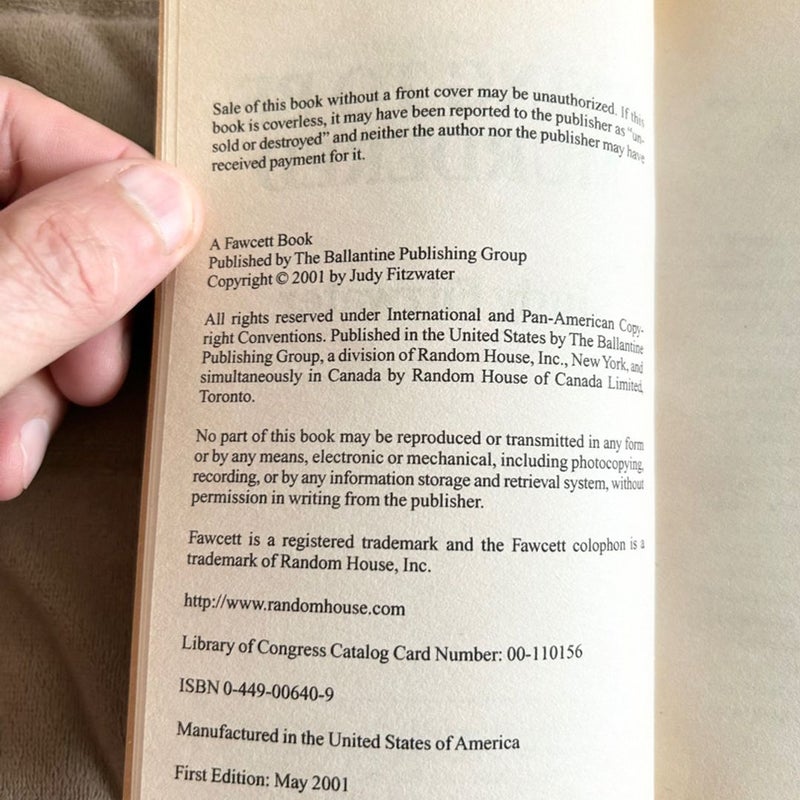 Sale of this book without a front cover may be unauthorized. If this
book is coverless, it may have been reported to the publisher as “un-
sold or destroyed” and neither the author nor the publisher may have
received payment for it.
A Fawcett Book
Published by The Ballantine Publishing Group
Copyright © 2001 by Judy Fitzwater
All rights reserved under International and Pan-American Copy-
right Conventions. Published in the United States by The Ballantine
Publishing Group, a division of Random House, Inc., New York, and
simultaneously in Canada by Random House of Canada Limited,
Toronto.
No part of this book may be reproduced or transmitted in any form
or by any means, electronic or mechanical, including photocopying,
recording, or by any information storage and retrieval system, without
permission in writing from the publisher.
Fawcett is a registered trademark and the Fawcett colophon is a
trademark of Random House, Inc.
http://www.randomhouse.com
Library of Congress Catalog Card Number: 00-110156
ISBN 0-449-00640-9
Manufactured in the United States of America
First Edition: May 2001